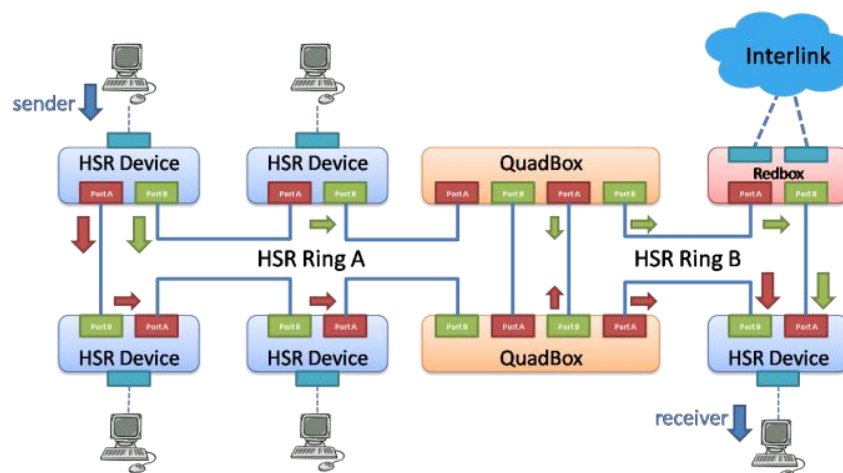 Interlink
sender
HSR Device
HSR Device
QuadBox
Redbox
Port A
Port B
Port A
Port B
Port A
Port B
Port A
Port B
Port A
Port B
HSR Ring A
HSR Ring B
Port B
Port A
Port B
Port A
Port B
Port A
Port B
Port A
Port B
Port A
HSR Device
HSR Device
QuadBox
HSR Device
receiver